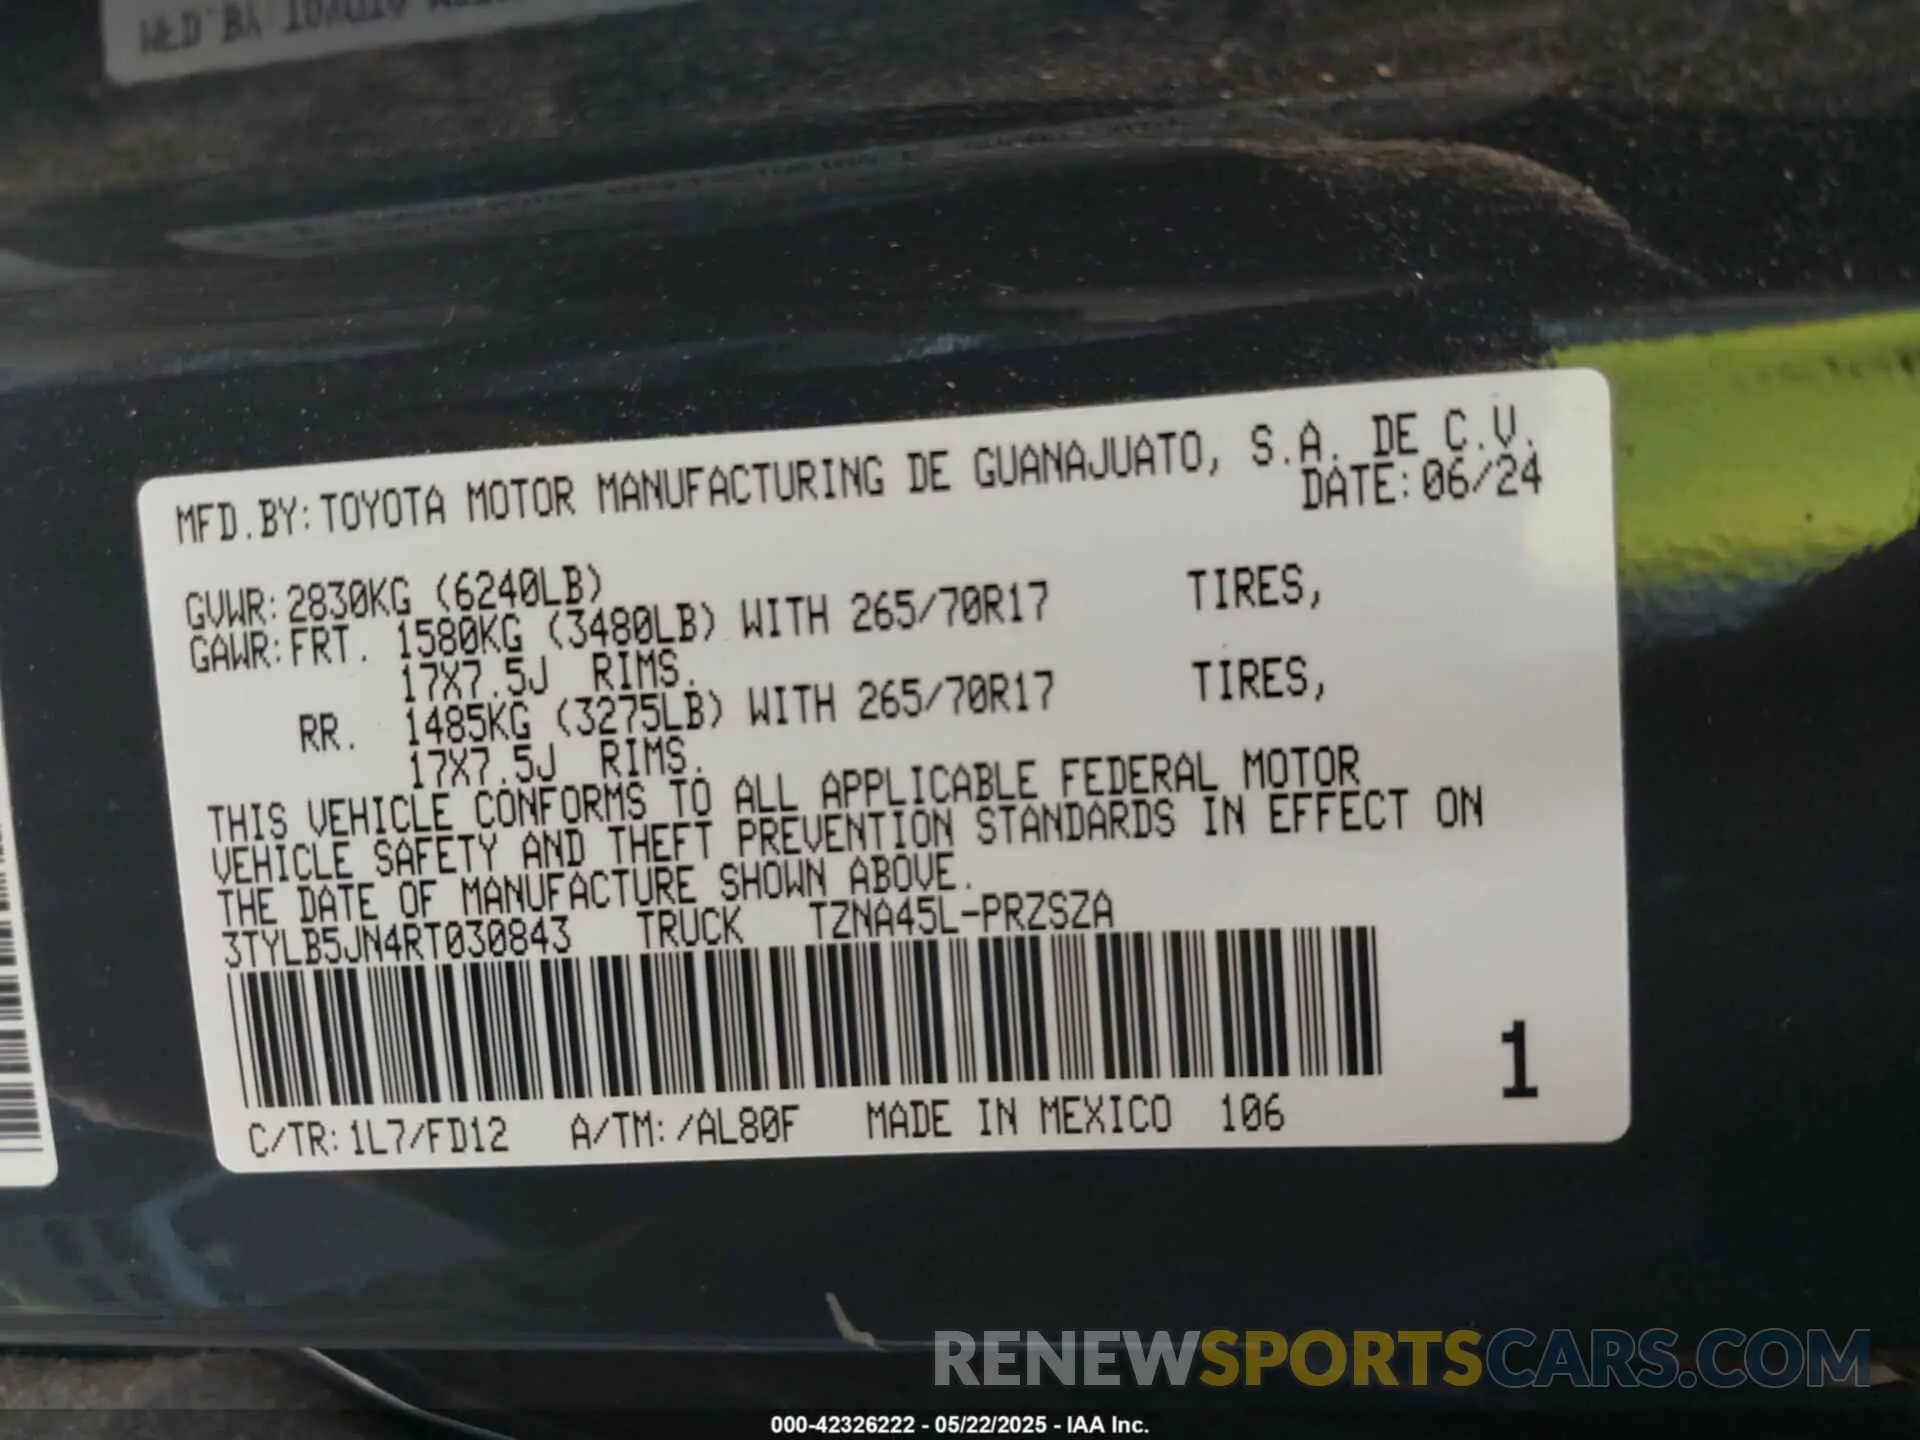 MFD.BY:TOYOTA MOTOR MANUFACTURING DE GUANAJUATO, S.A. DE C.V.
DATE:06/24
GVWR:2830KG (6240LB)
GAWR:FRT. 1580KG (3480LB) WITH 265/70R17 TIRES,
17X7.5J RIMS.
RR. 1485KG (3275LB) WITH 265/70R17 TIRES,
17X7.5J RIMS.
THIS VEHICLE CONFORMS TO ALL APPLICABLE FEDERAL MOTOR
VEHICLE SAFETY AND THEFT PREVENTION STANDARDS IN EFFECT ON
THE DATE OF MANUFACTURE SHOWN ABOVE.
3TYLB5JN4RT030843 TRUCK TZNA45L-PRZSZA
1
C/TR:1L7/FD12 A/TM:/AL80F MADE IN MEXICO 106
RENEWSPORTSCARS.COM
000-42326222 - 05/22/2025 - IAA Inc.